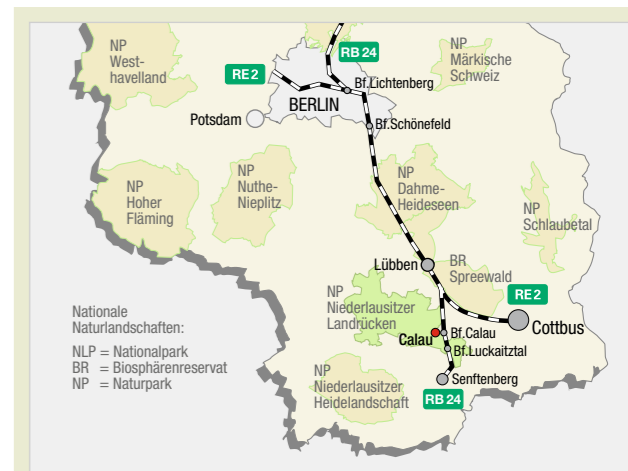 NP
West-
havelland
RB 24
RE 2
NP
Märkische
Schweiz
Bf.Lichtenberg
BERLIN
Potsdam
Bf.Schönefeld
NP
Hoher
Fläming
NP
Nuthe-
Nieplitz
NP
Dahme-
Heideseen
NP
Schlaubetal
Lübben
BR
Spreewald
RE 2
NP
Niederlausitzer
Landrücken
Cottbus
Calau
Bf.Calau
Bf.Luckaitztal
Nationale
Naturlandschaften:
NLP = Nationalpark
BR = Biosphärenreservat
NP = Naturpark
NP
Niederlausitzer
Heidelandschaft
Senftenberg
RB 24